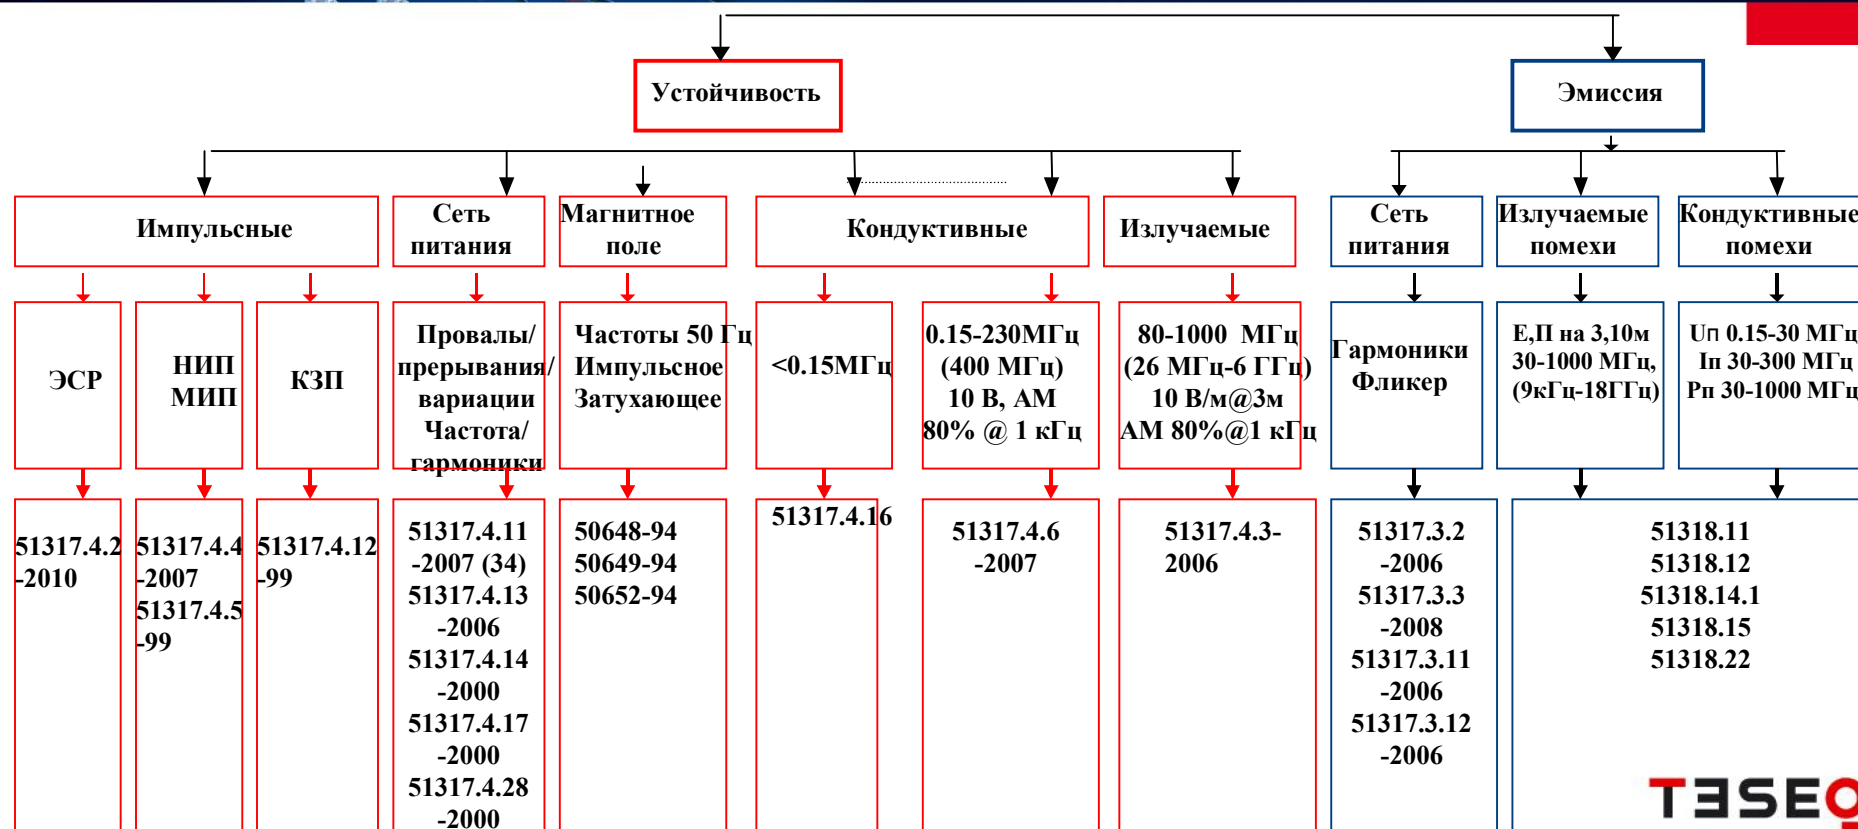 Устойчивость
Эмиссия
Импульсные
Сеть
питания
Магнитное
поле
Кондуктивные
Излучаемые
Сеть
питания
Излучаемые
помехи
Кондуктивные
помехи
ЭСР
НИП
МИП
КЗП
Провалы/
прерывания/
вариации
Частота/
гармоники
Частоты 50 Гц
Импульсное
Затухающее
<0.15МГц
0.15-230МГц
(400 МГц)
10 В, АМ
80% @ 1 кГц
80-1000 МГц
(26 МГц-6 ГГц)
10 В/м@3м
АМ 80%@1 кГц
Гармоники
Фликер
Е,П на 3,10м
30-1000 МГц,
(9кГц-18ГГц)
Uп 0.15-30 МГц
Iп 30-300 МГц
Рп 30-1000 МГц
51317.4.2
-2010
51317.4.4
-2007
51317.4.5
-99
51317.4.12
-99
51317.4.11
-2007 (34)
51317.4.13
-2006
51317.4.14
-2000
51317.4.17
-2000
51317.4.28
-2000
50648-94
50649-94
50652-94
51317.4.16
51317.4.6
-2007
51317.4.3-
2006
51317.3.2
-2006
51317.3.3
-2008
51317.3.11
-2006
51317.3.12
-2006
51318.11
51318.12
51318.14.1
51318.15
51318.22
TESEQ